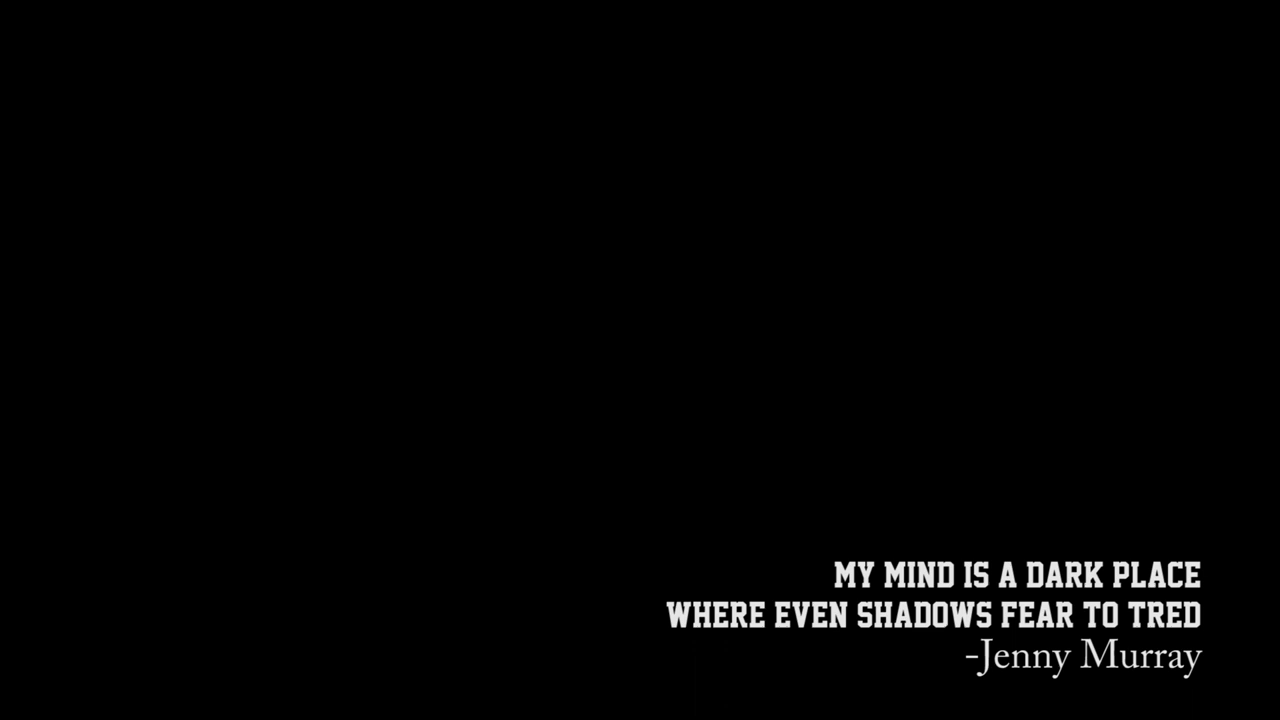 MY MIND IS A DARK PLACE
WHERE EVEN SHADOWS FEAR TO TRED
-Jenny Murray